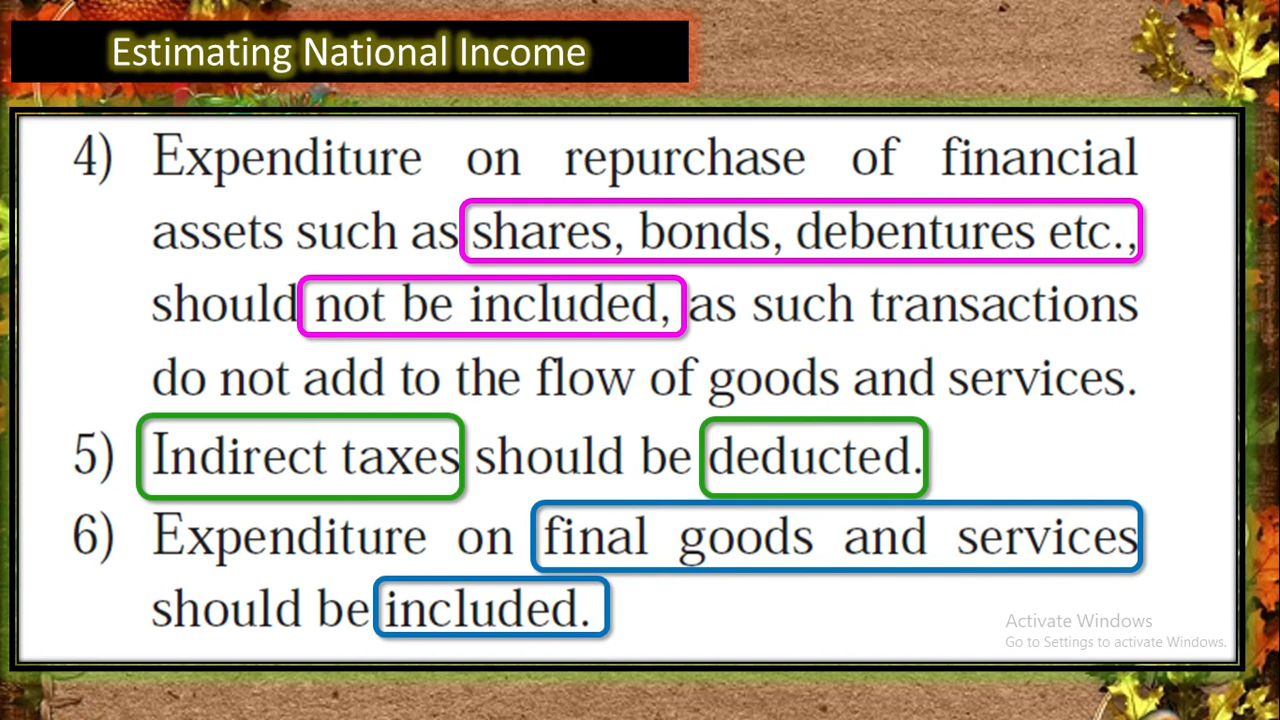 Estimating National Income
4) Expenditure on repurchase of financial
assets such as shares, bonds, debentures etc.,
should not be included, as such transactions
do not add to the flow of goods and services.
5) Indirect taxes should be deducted.
6) Expenditure on final goods and services
should be included.
Activate Windows
Go to Settings to activate Windows.